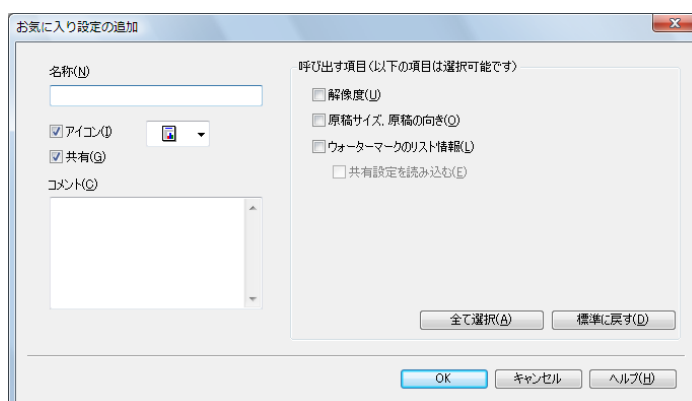 お気に入り設定の追加
名称(N)
アイコン(I)
共有(G)
コメント(C)
呼び出す項目(以下の項目は選択可能です)
解像度(U)
原稿サイズ, 原稿の向き(O)
ウォーターマークのリスト情報(L)
共有設定を読み込む(E)
全て選択(A)
標準に戻す(D)
OK
キャンセル
ヘルプ(H)